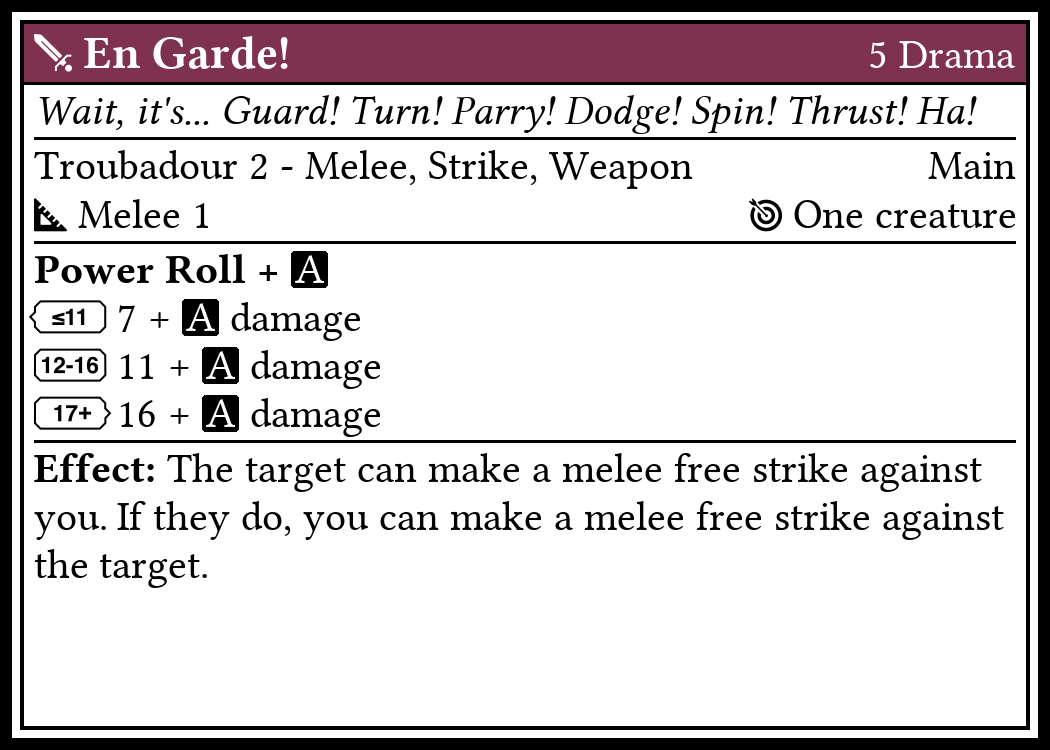 En Garde! 5 Drama
Wait, it's... Guard! Turn! Parry! Dodge! Spin! Thrust! Ha!
Troubadour 2 - Melee, Strike, Weapon Main
Melee 1 One creature
Power Roll + A
≤11 7 + A damage
12-16 11 + A damage
17+ 16 + A damage
Effect: The target can make a melee free strike against
you. If they do, you can make a melee free strike against
the target.